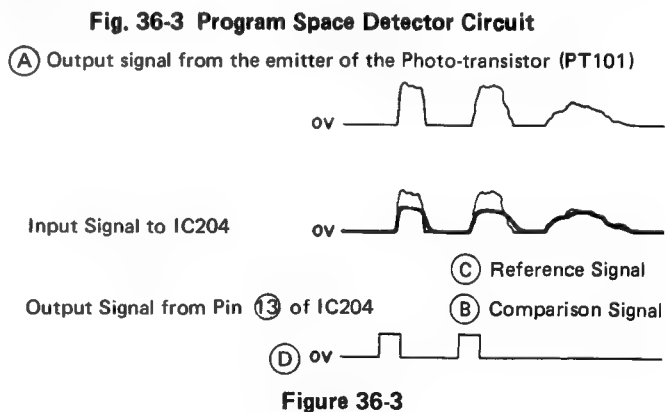 Fig. 36-3 Program Space Detector Circuit
Ⓐ Output signal from the emitter of the Photo-transistor (PT101)
OV
Input Signal to IC204
OV
Ⓒ Reference Signal
Output Signal from Pin ⑬ of IC204
Ⓑ Comparison Signal
Ⓓ OV
Figure 36-3